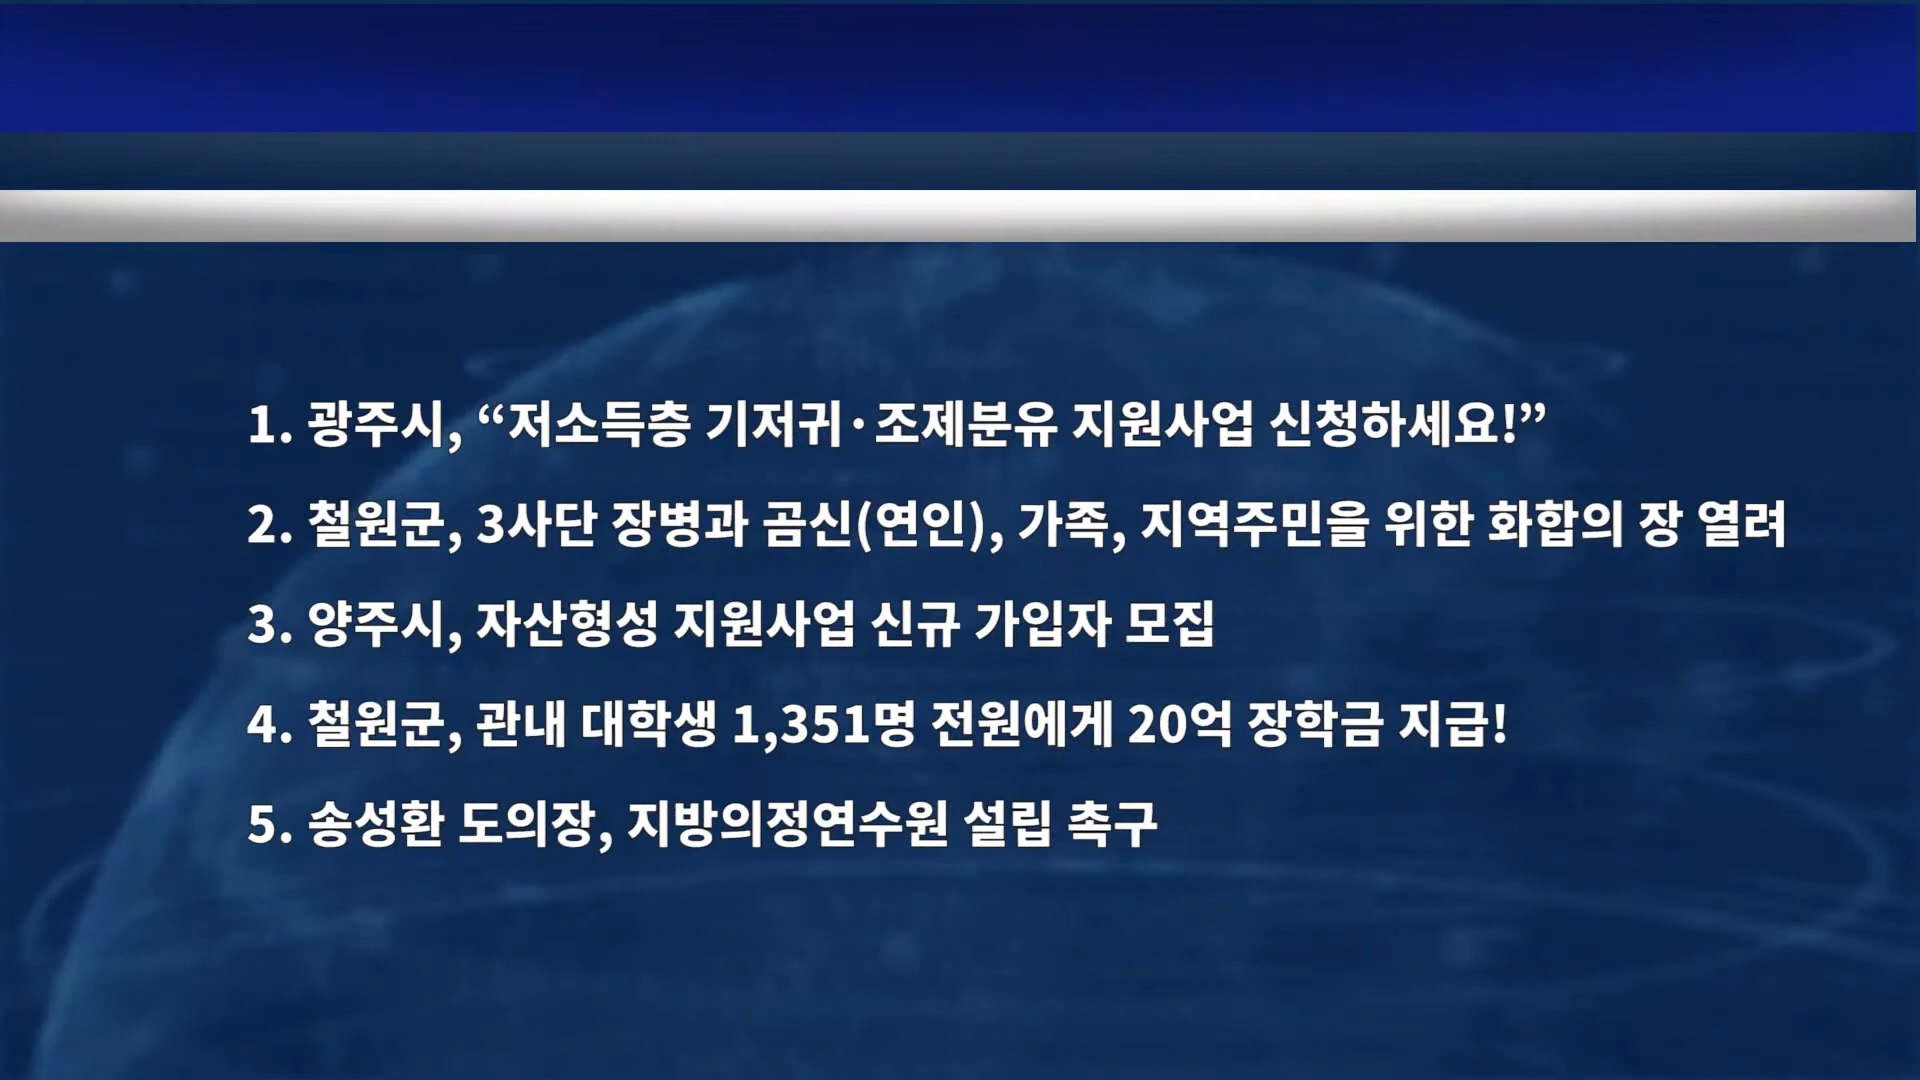 1. 광주시, “저소득층 기저귀·조제분유 지원사업 신청하세요!”
2. 철원군, 3사단 장병과 곰신(연인), 가족, 지역주민을 위한 화합의 장 열려
3. 양주시, 자산형성 지원사업 신규 가입자 모집
4. 철원군, 관내 대학생 1,351명 전원에게 20억 장학금 지급!
5. 송성환 도의장, 지방의정연수원 설립 촉구